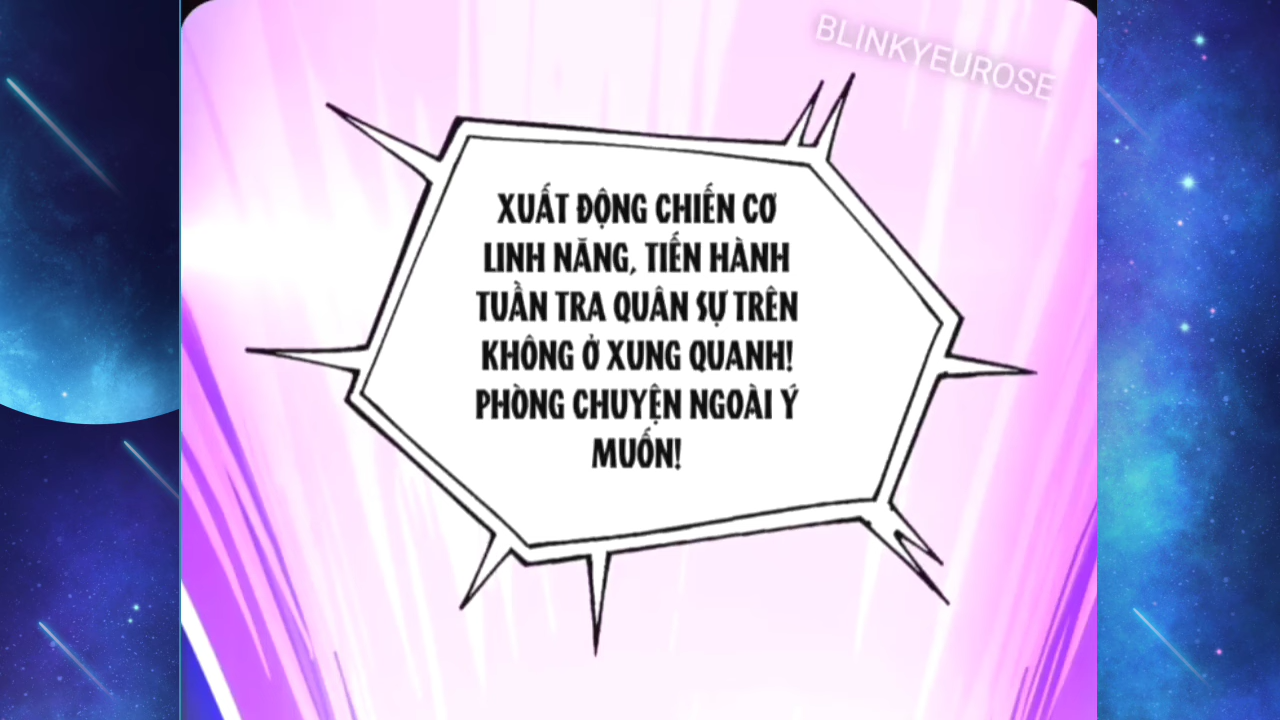 BLINKYEUROSE
XUẤT ĐỘNG CHIẾN CƠ
LINH NĂNG, TIẾN HÀNH
TUẦN TRA QUÂN SỰ TRÊN
KHÔNG Ở XUNG QUANH!
PHÒNG CHUYỆN NGOÀI Ý
MUỐN!